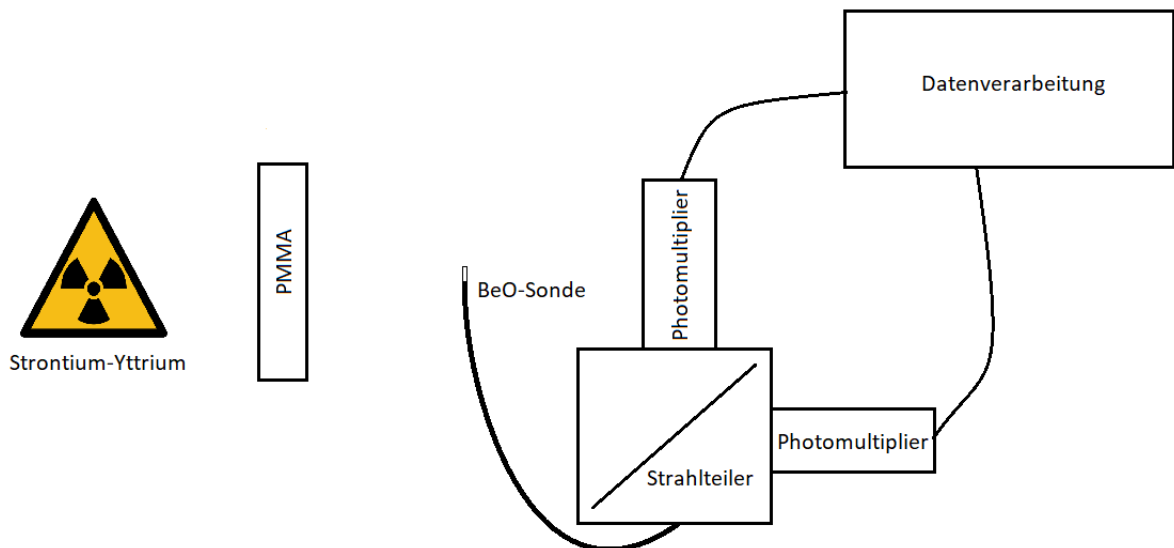 Datenverarbeitung
Photomultiplier
PMMA
BeO-Sonde
Strontium-Yttrium
Photomultiplier
Strahlteiler